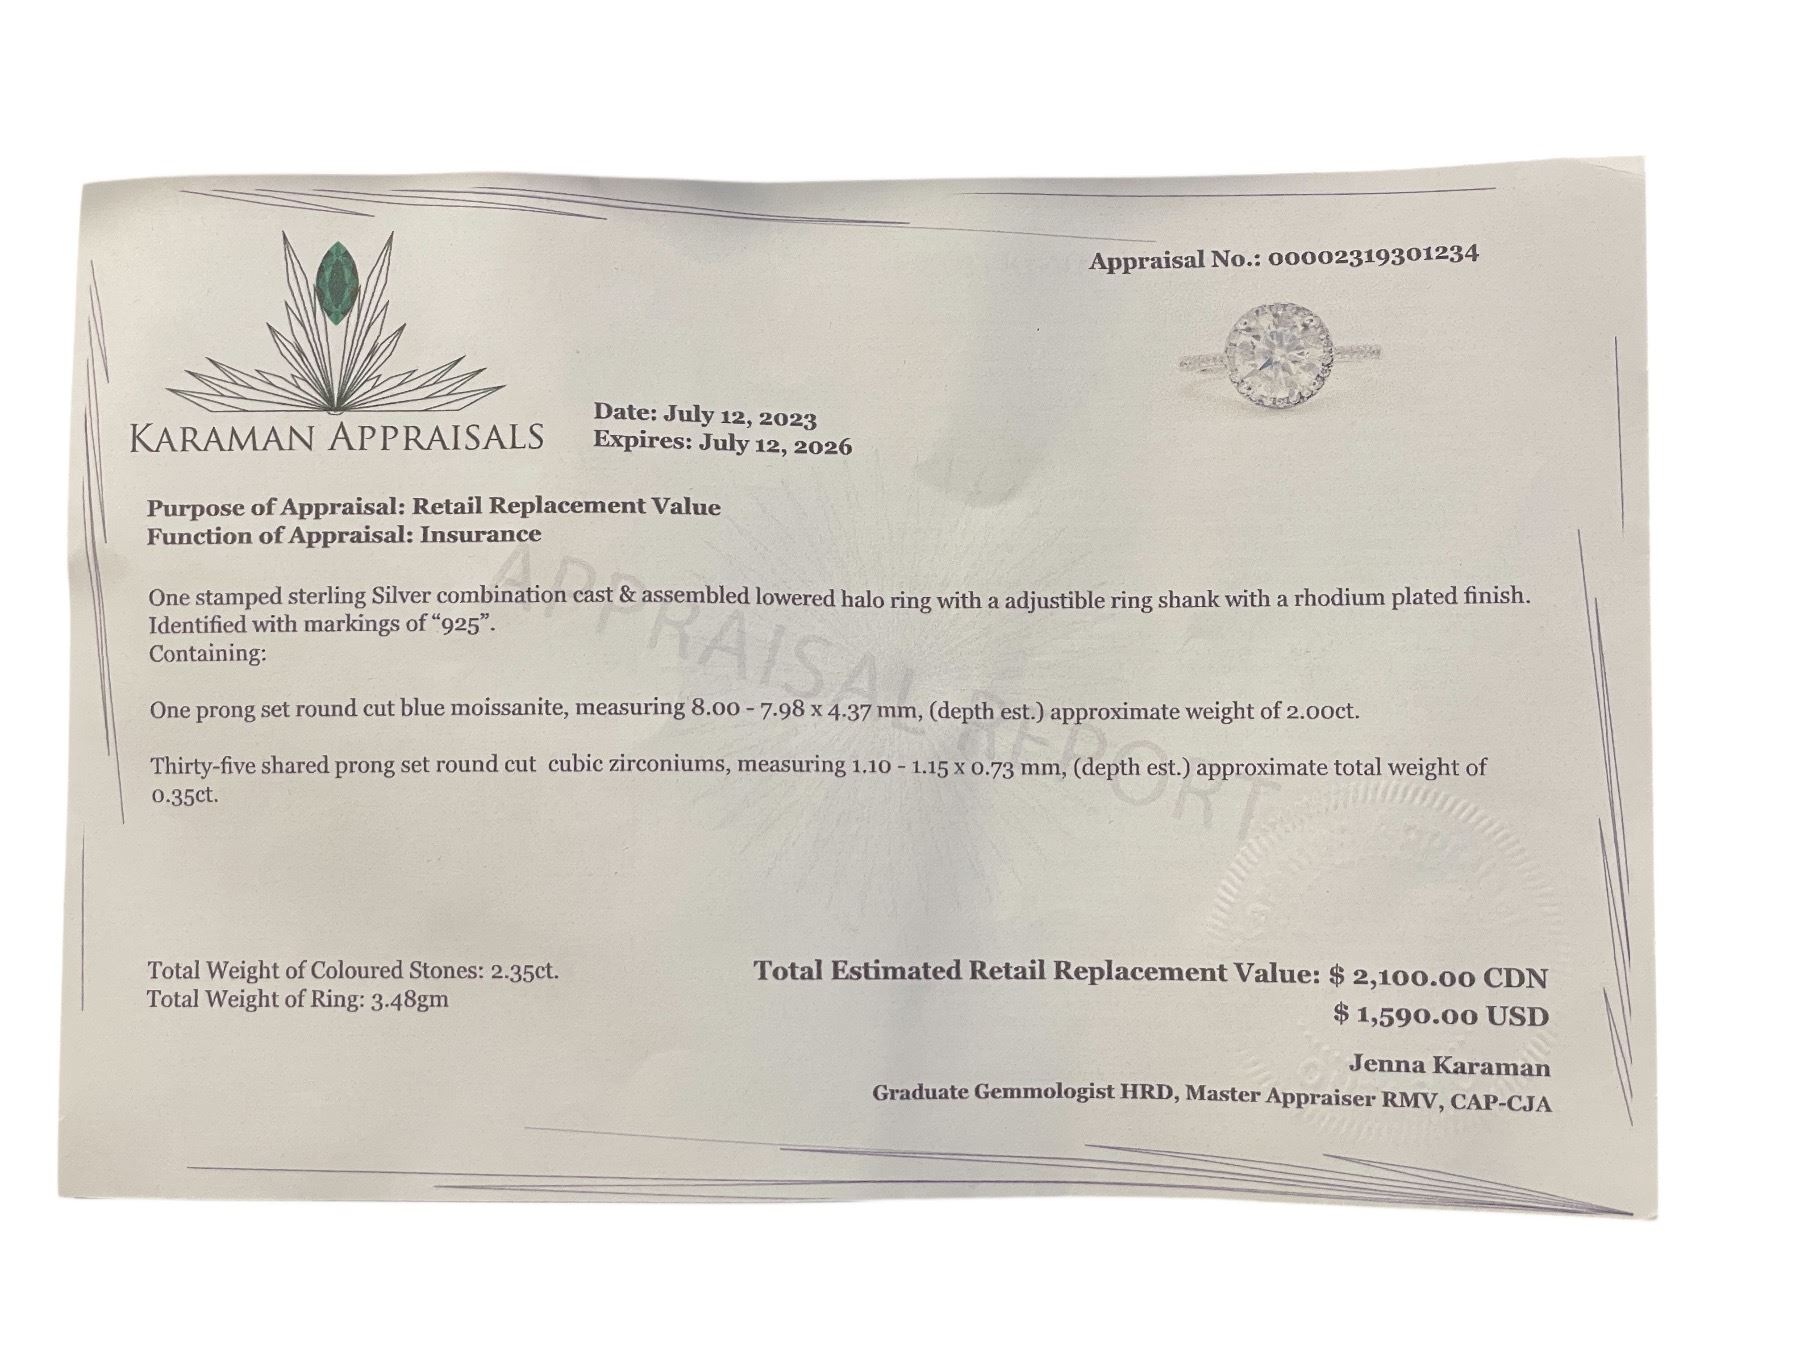 Appraisal No.: 00002319301234
KARAMAN APPRAISALS
Date: July 12, 2023
Expires: July 12, 2026
Purpose of Appraisal: Retail Replacement Value
Function of Appraisal: Insurance
One stamped sterling Silver combination cast & assembled lowered halo ring with a adjustible ring shank with a rhodium plated finish.
Identified with markings of “925”.
Containing:
One prong set round cut blue moissanite, measuring 8.00 - 7.98 x 4.37 mm, (depth est.) approximate weight of 2.00ct.
Thirty-five shared prong set round cut cubic zirconiums, measuring 1.10 - 1.15 x 0.73 mm, (depth est.) approximate total weight of
0.35ct.
APPRAISAL REPORT
Total Weight of Coloured Stones: 2.35ct.
Total Weight of Ring: 3.48gm
Total Estimated Retail Replacement Value: $ 2,100.00 CDN
$ 1,590.00 USD
Jenna Karaman
Graduate Gemmologist HRD, Master Appraiser RMV, CAP-CJA